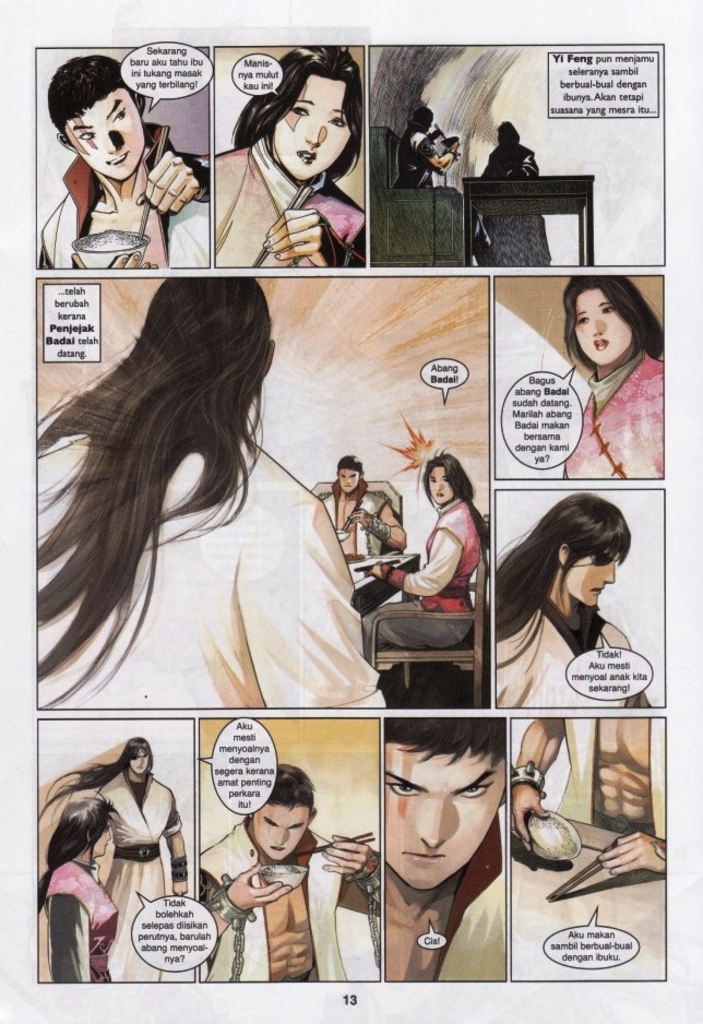 Sekarang
baru aku tahu ibu
ini tukang masak
yang terbilang!
Manis-
nya mulut
kau ini!
Yi Feng pun menjamu
seleranya sambil
berbual-bual dengan
ibunya. Akan tetapi
suasana yang mesra itu...
...telah
berubah
kerana
Penjejak
Badai telah
datang.
Abang
Badai!
Bagus
abang Badai
sudah datang.
Marilah abang
Badai makan
bersama
dengan kami
ya?
Tidak!
Aku mesti
menyoal anak kita
sekarang!
Tidak
bolehkah
selepas diisikan
perutnya, barulah
abang menyoal-
nya?
Aku
mesti
menyoalnya
dengan
segera kerana
amat penting
perkara
itu!
Cis!
Aku makan
sambil berbual-bual
dengan ibuku.
13